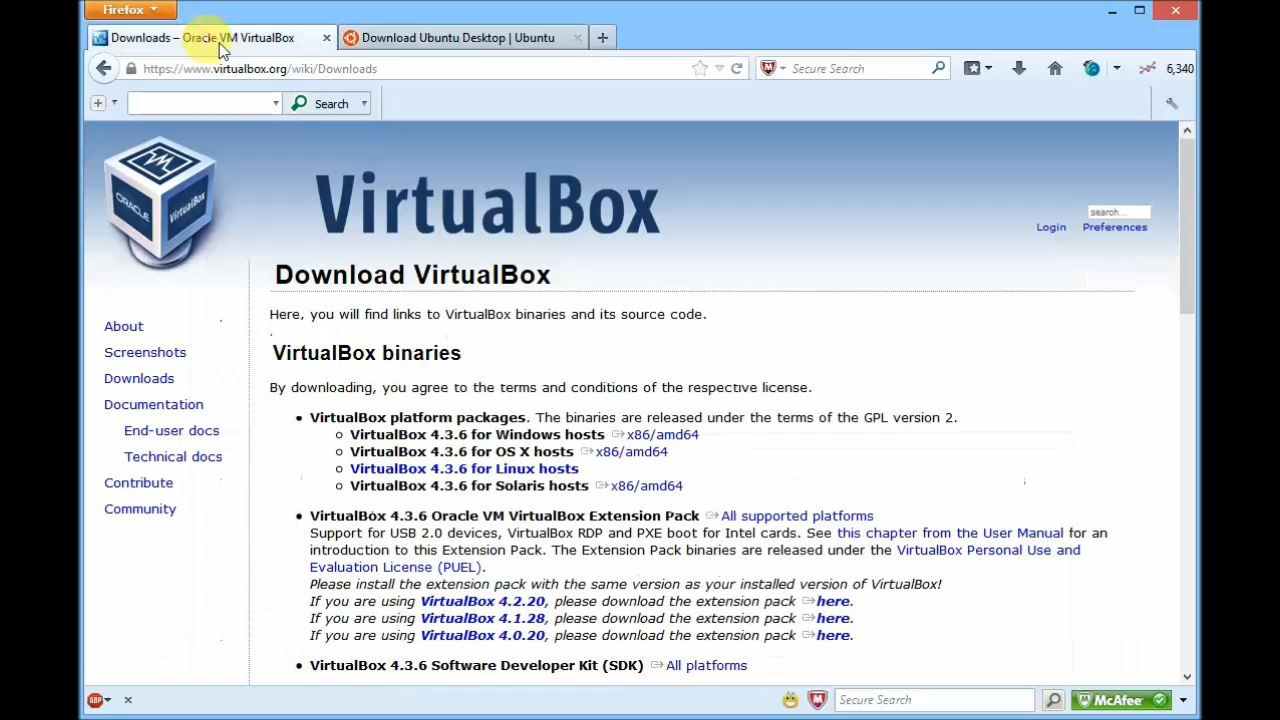 Firefox
Downloads – Oracle VM VirtualBox
Download Ubuntu Desktop | Ubuntu
https://www.virtualbox.org/wiki/Downloads
Secure Search
6,340
Search
ORACLE
VirtualBox
VirtualBox
search...
Login Preferences
Download VirtualBox
Here, you will find links to VirtualBox binaries and its source code.
VirtualBox binaries
By downloading, you agree to the terms and conditions of the respective license.
About
Screenshots
Downloads
Documentation
End-user docs
Technical docs
Contribute
Community
• VirtualBox platform packages. The binaries are released under the terms of the GPL version 2.
VirtualBox 4.3.6 for Windows hosts x86/amd64
VirtualBox 4.3.6 for OS X hosts x86/amd64
VirtualBox 4.3.6 for Linux hosts
VirtualBox 4.3.6 for Solaris hosts x86/amd64
• VirtualBox 4.3.6 Oracle VM VirtualBox Extension Pack All supported platforms
Support for USB 2.0 devices, VirtualBox RDP and PXE boot for Intel cards. See this chapter from the User Manual for an
introduction to this Extension Pack. The Extension Pack binaries are released under the VirtualBox Personal Use and
Evaluation License (PUEL).
Please install the extension pack with the same version as your installed version of VirtualBox!
If you are using VirtualBox 4.2.20, please download the extension pack here.
If you are using VirtualBox 4.1.28, please download the extension pack here.
If you are using VirtualBox 4.0.20, please download the extension pack here.
• VirtualBox 4.3.6 Software Developer Kit (SDK) All platforms
ABP
Secure Search
McAfee